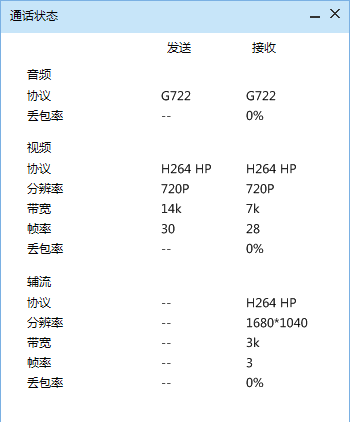 通话状态
发送 接收
音频
协议 G722 G722
丢包率 -- 0%
视频
协议 H264 HP H264 HP
分辨率 720P 720P
带宽 14k 7k
帧率 30 28
丢包率 -- 0%
辅流
协议 -- H264 HP
分辨率 -- 1680*1040
带宽 -- 3k
帧率 -- 3
丢包率 -- 0%